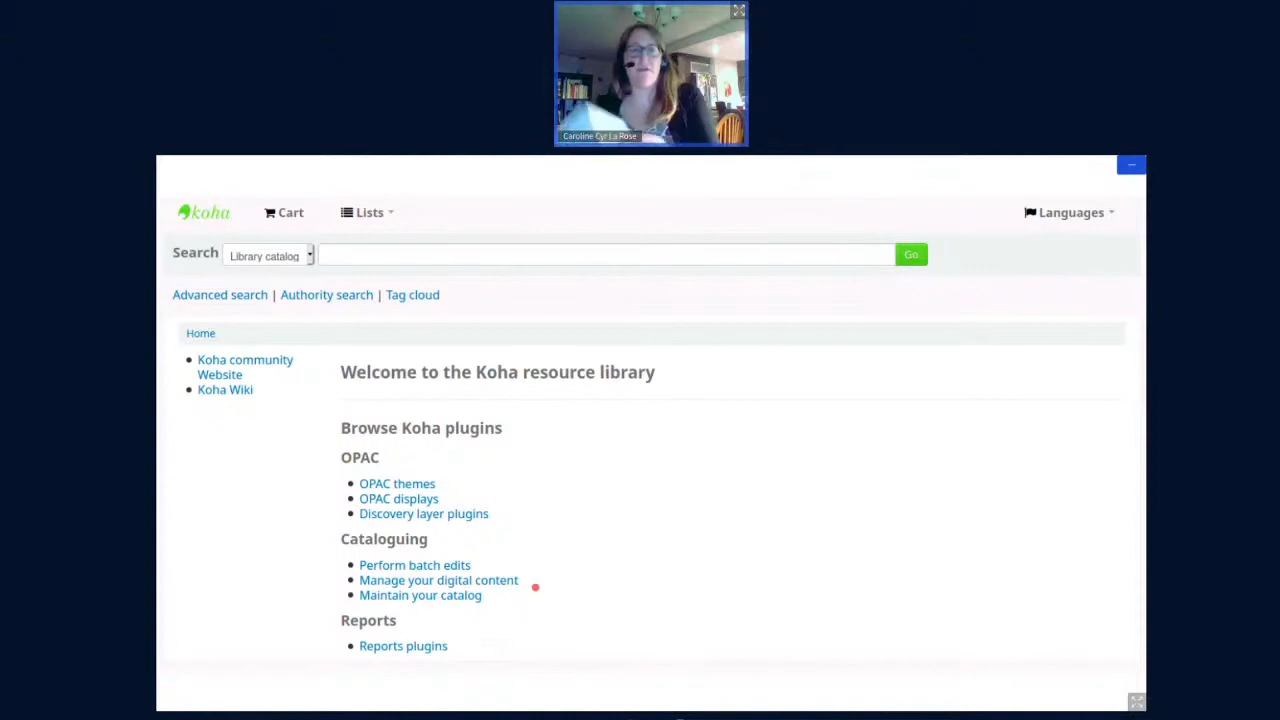 Caroline Cyr La Rose
koha Cart Lists Languages
Search Library catalog Go
Advanced search | Authority search | Tag cloud
Home
Koha community
Website
Koha Wiki
Welcome to the Koha resource library
Browse Koha plugins
OPAC
OPAC themes
OPAC displays
Discovery layer plugins
Cataloguing
Perform batch edits
Manage your digital content
Maintain your catalog
Reports
Reports plugins